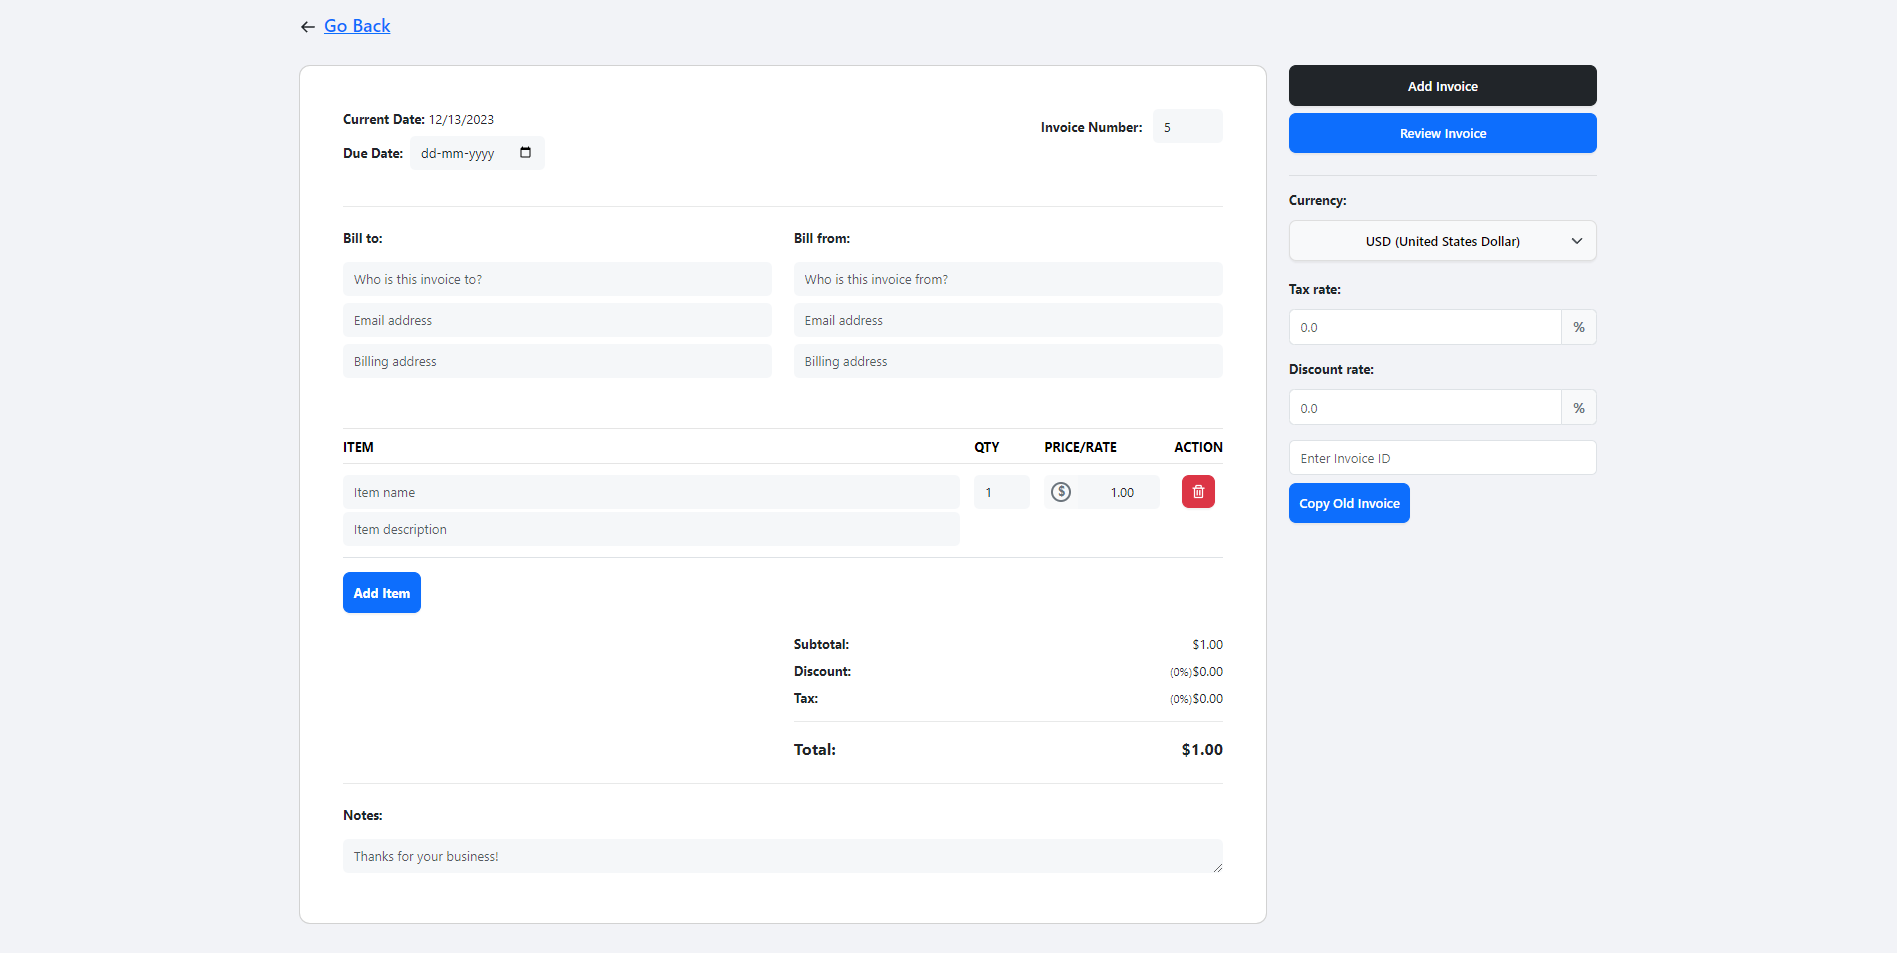 Go Back
Current Date: 12/13/2023
Due Date: dd-mm-yyyy
Invoice Number: 5
Bill to:
Who is this invoice to?
Email address
Billing address
Bill from:
Who is this invoice from?
Email address
Billing address
ITEM QTY PRICE/RATE ACTION
Item name 1 $ 1.00
Item description
Add Item
Subtotal: $1.00
Discount: (0%)$0.00
Tax: (0%)$0.00
Total: $1.00
Notes:
Thanks for your business!
Add Invoice
Review Invoice
Currency:
USD (United States Dollar)
Tax rate:
0.0 %
Discount rate:
0.0 %
Enter Invoice ID
Copy Old Invoice